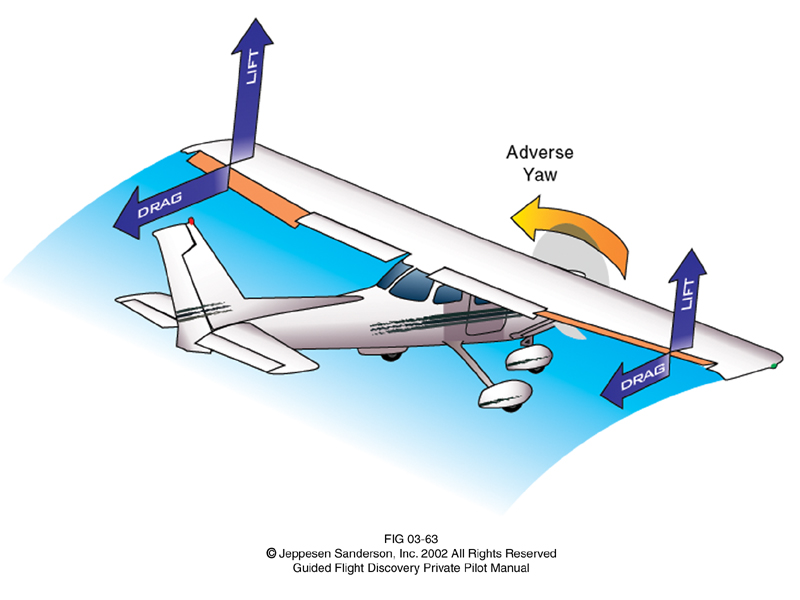 LIFT
Adverse
Yaw
DRAG
LIFT
DRAG
FIG 03-63
© Jeppesen Sanderson, Inc. 2002 All Rights Reserved
Guided Flight Discovery Private Pilot Manual